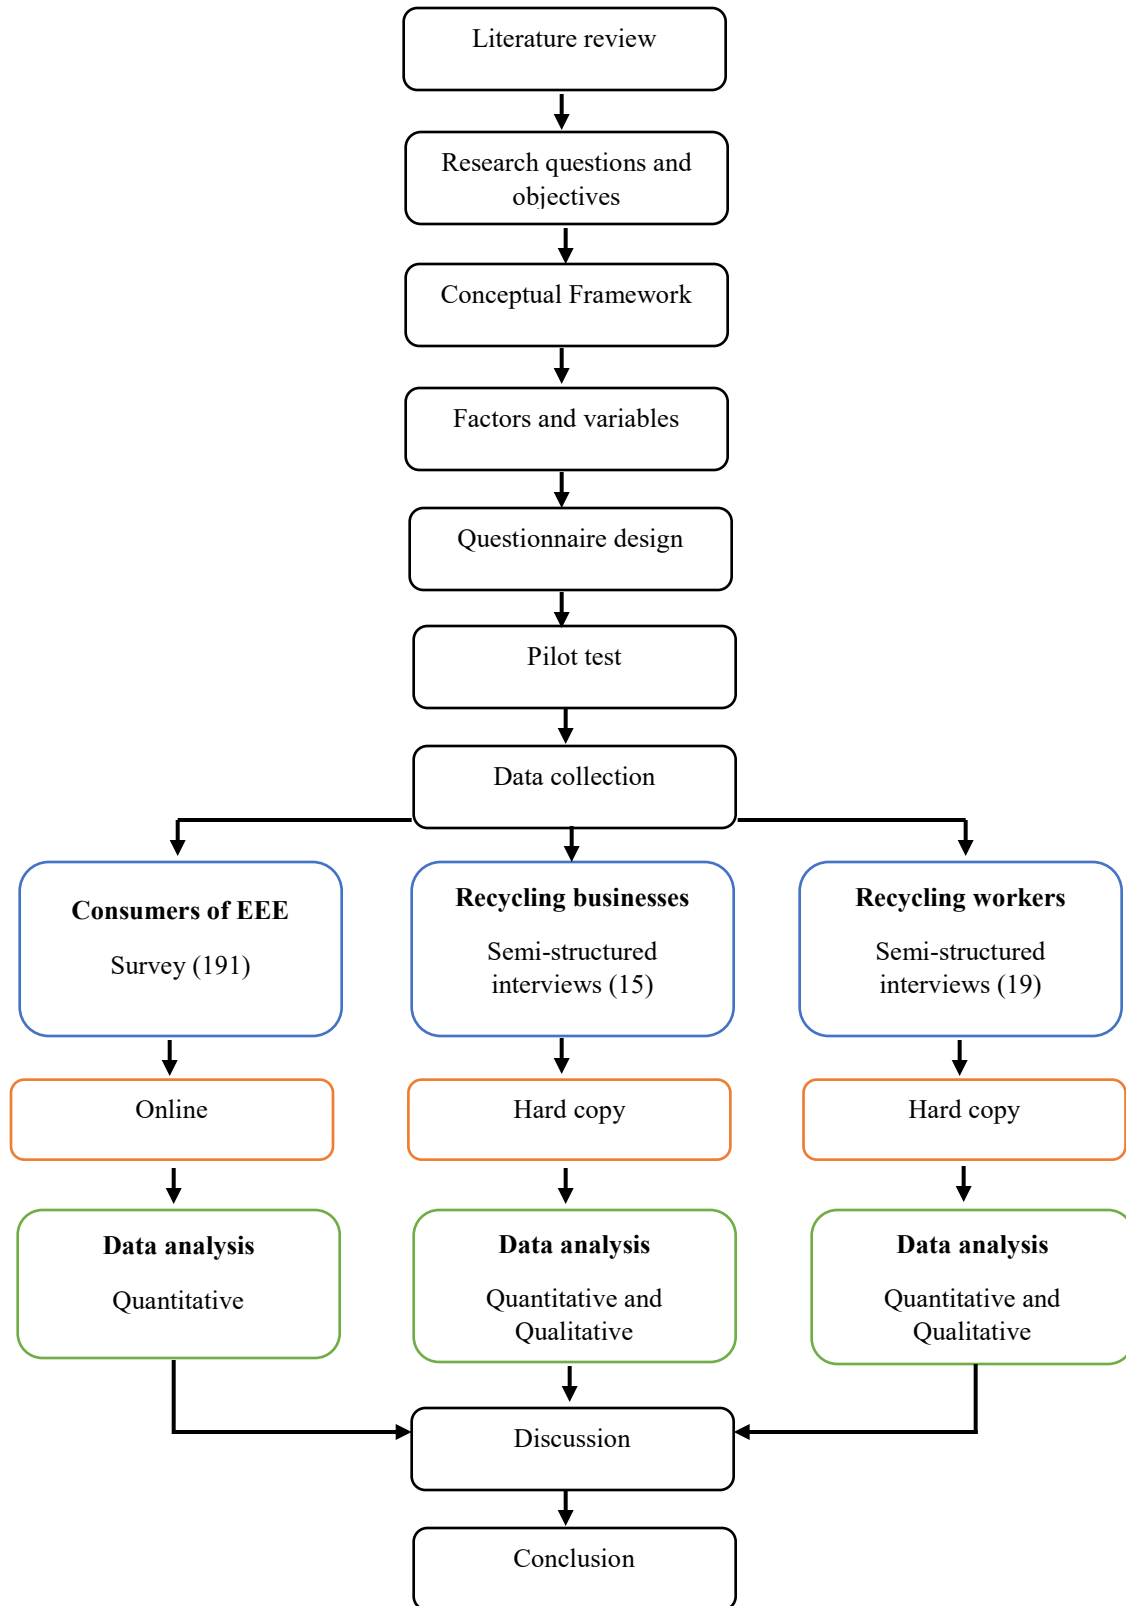 Literature review
Research questions and
objectives
Conceptual Framework
Factors and variables
Questionnaire design
Pilot test
Data collection
Consumers of EEE
Survey (191)
Recycling businesses
Semi-structured
interviews (15)
Recycling workers
Semi-structured
interviews (19)
Online
Hard copy
Hard copy
Data analysis
Quantitative
Data analysis
Quantitative and
Qualitative
Data analysis
Quantitative and
Qualitative
Discussion
Conclusion